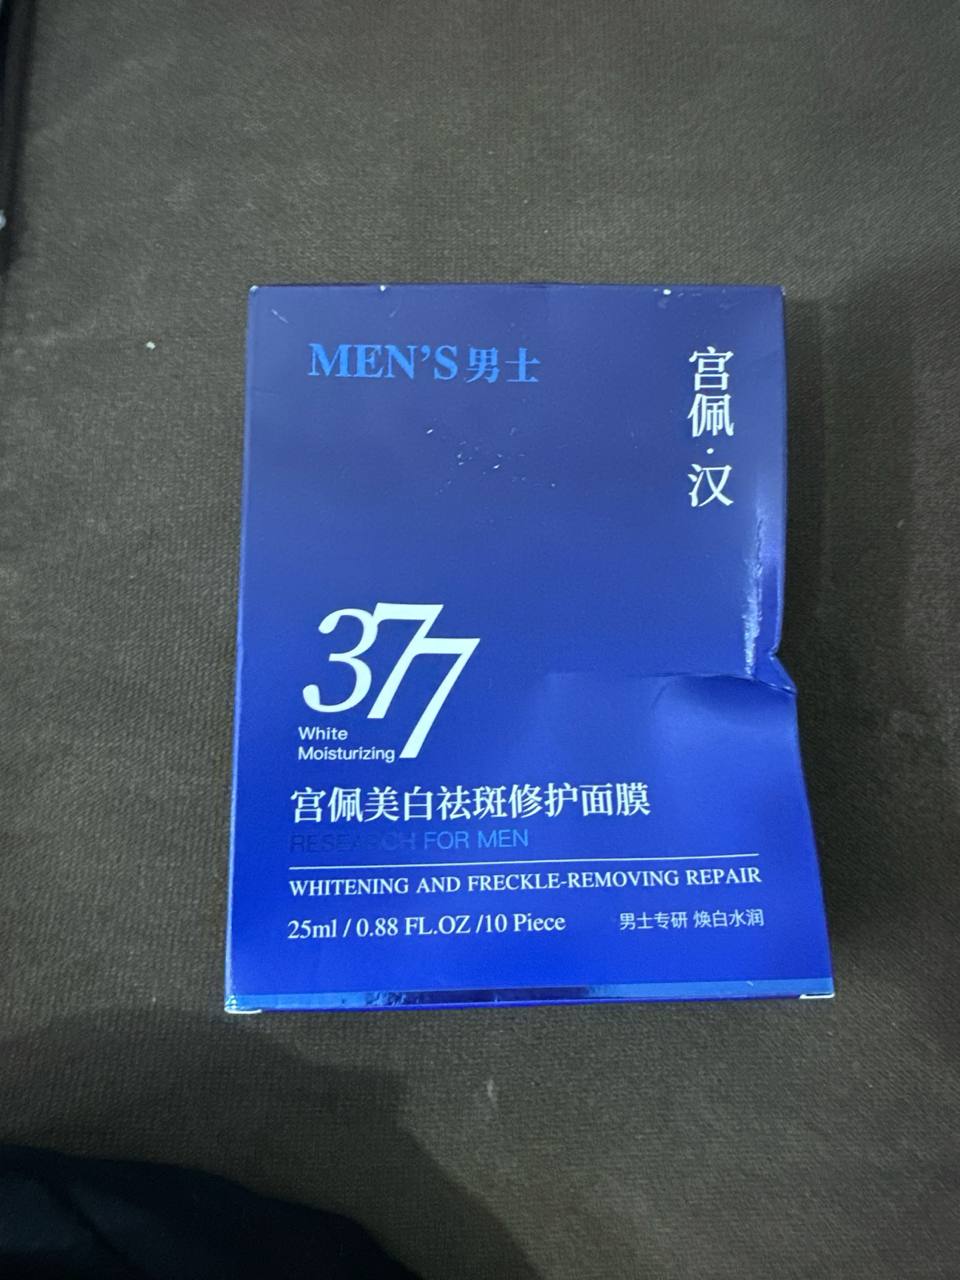 MEN'S 男士
宫佩·汉
377
White
Moisturizing
宫佩美白祛斑修护面膜
RESEARCH FOR MEN
WHITENING AND FRECKLE-REMOVING REPAIR
25ml / 0.88 FL.OZ /10 Piece
男士专研 焕白水润